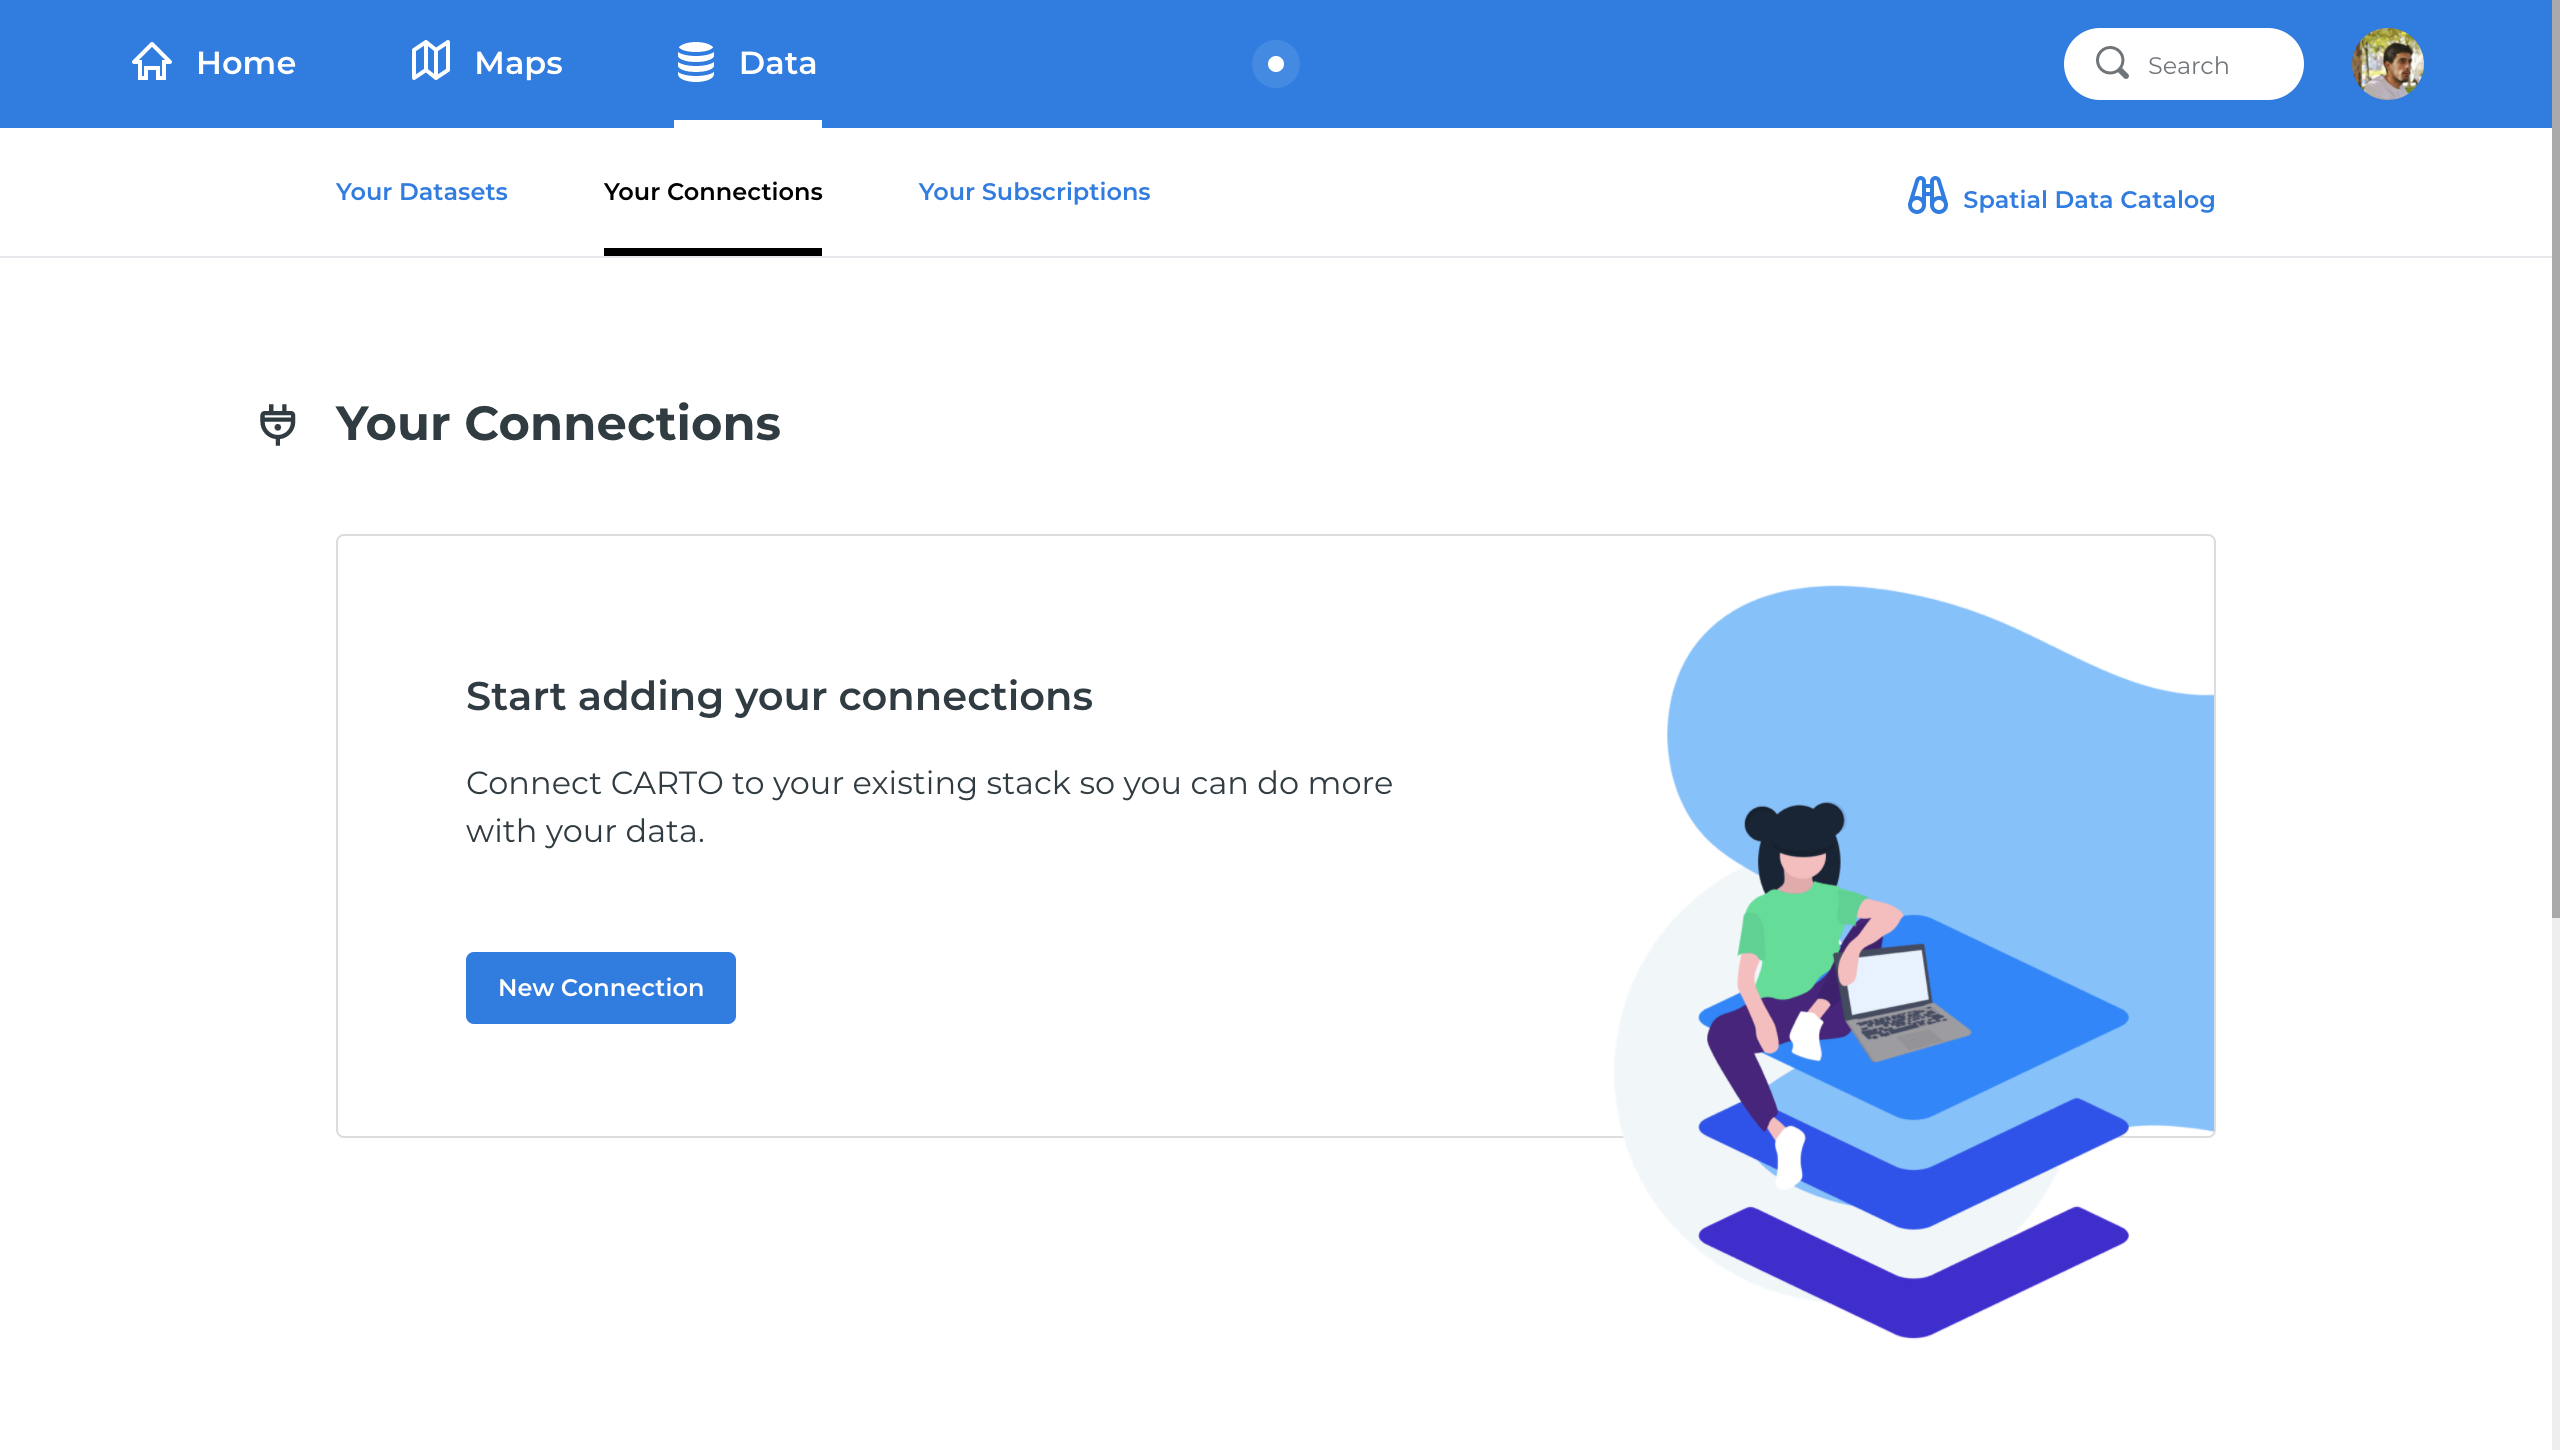 Home
Maps
Data
Search
Your Datasets
Your Connections
Your Subscriptions
Spatial Data Catalog
Your Connections
Start adding your connections
Connect CARTO to your existing stack so you can do more
with your data.
New Connection